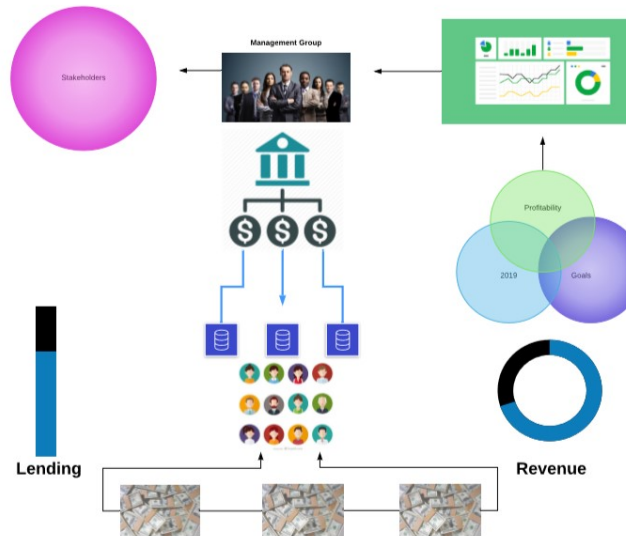 Management Group
Stakeholders
Profitability
2019
Goals
Lending
Revenue